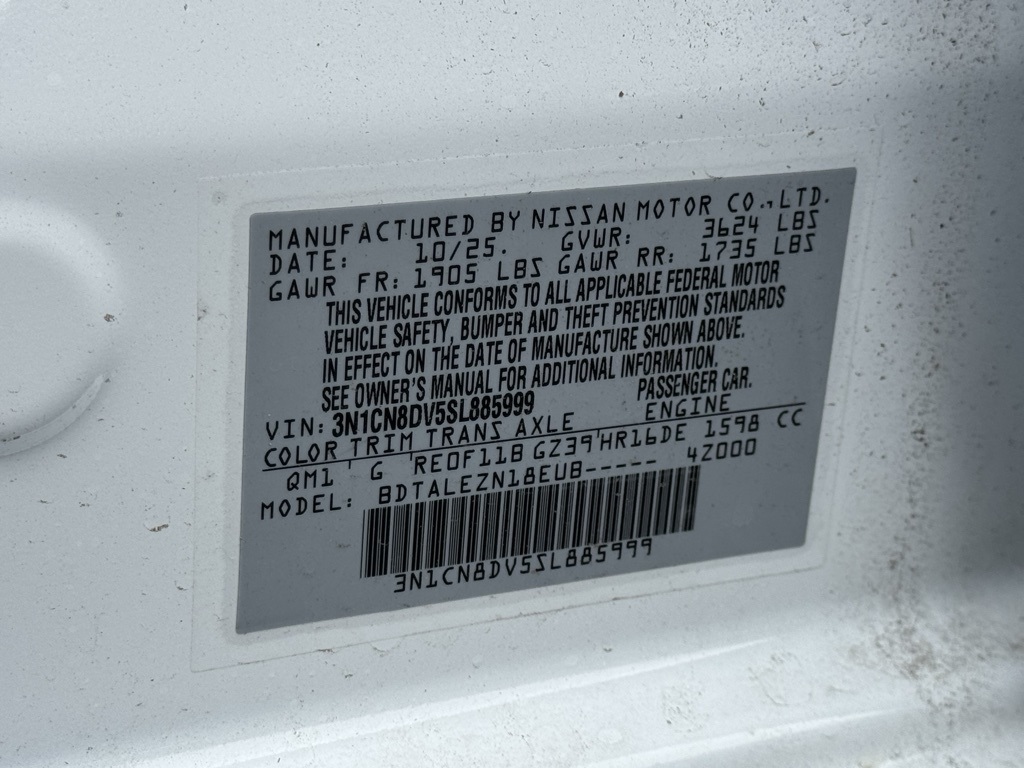 MANUFACTURED BY NISSAN MOTOR CO.,LTD.
DATE: 10/25. GVWR: 3624 LBS
GAWR FR: 1905 LBS GAWR RR: 1735 LBS
THIS VEHICLE CONFORMS TO ALL APPLICABLE FEDERAL MOTOR
VEHICLE SAFETY, BUMPER AND THEFT PREVENTION STANDARDS
IN EFFECT ON THE DATE OF MANUFACTURE SHOWN ABOVE.
SEE OWNER'S MANUAL FOR ADDITIONAL INFORMATION.
VIN: 3N1CN8DV5SL885999 PASSENGER CAR.
COLOR TRIM TRANS AXLE ENGINE
QM1 G RE0F11B GZ39 HR16DE 1598 CC
MODEL: BDTALEZN18EUB----- 4Z000
3N1CN8DV5SL885999